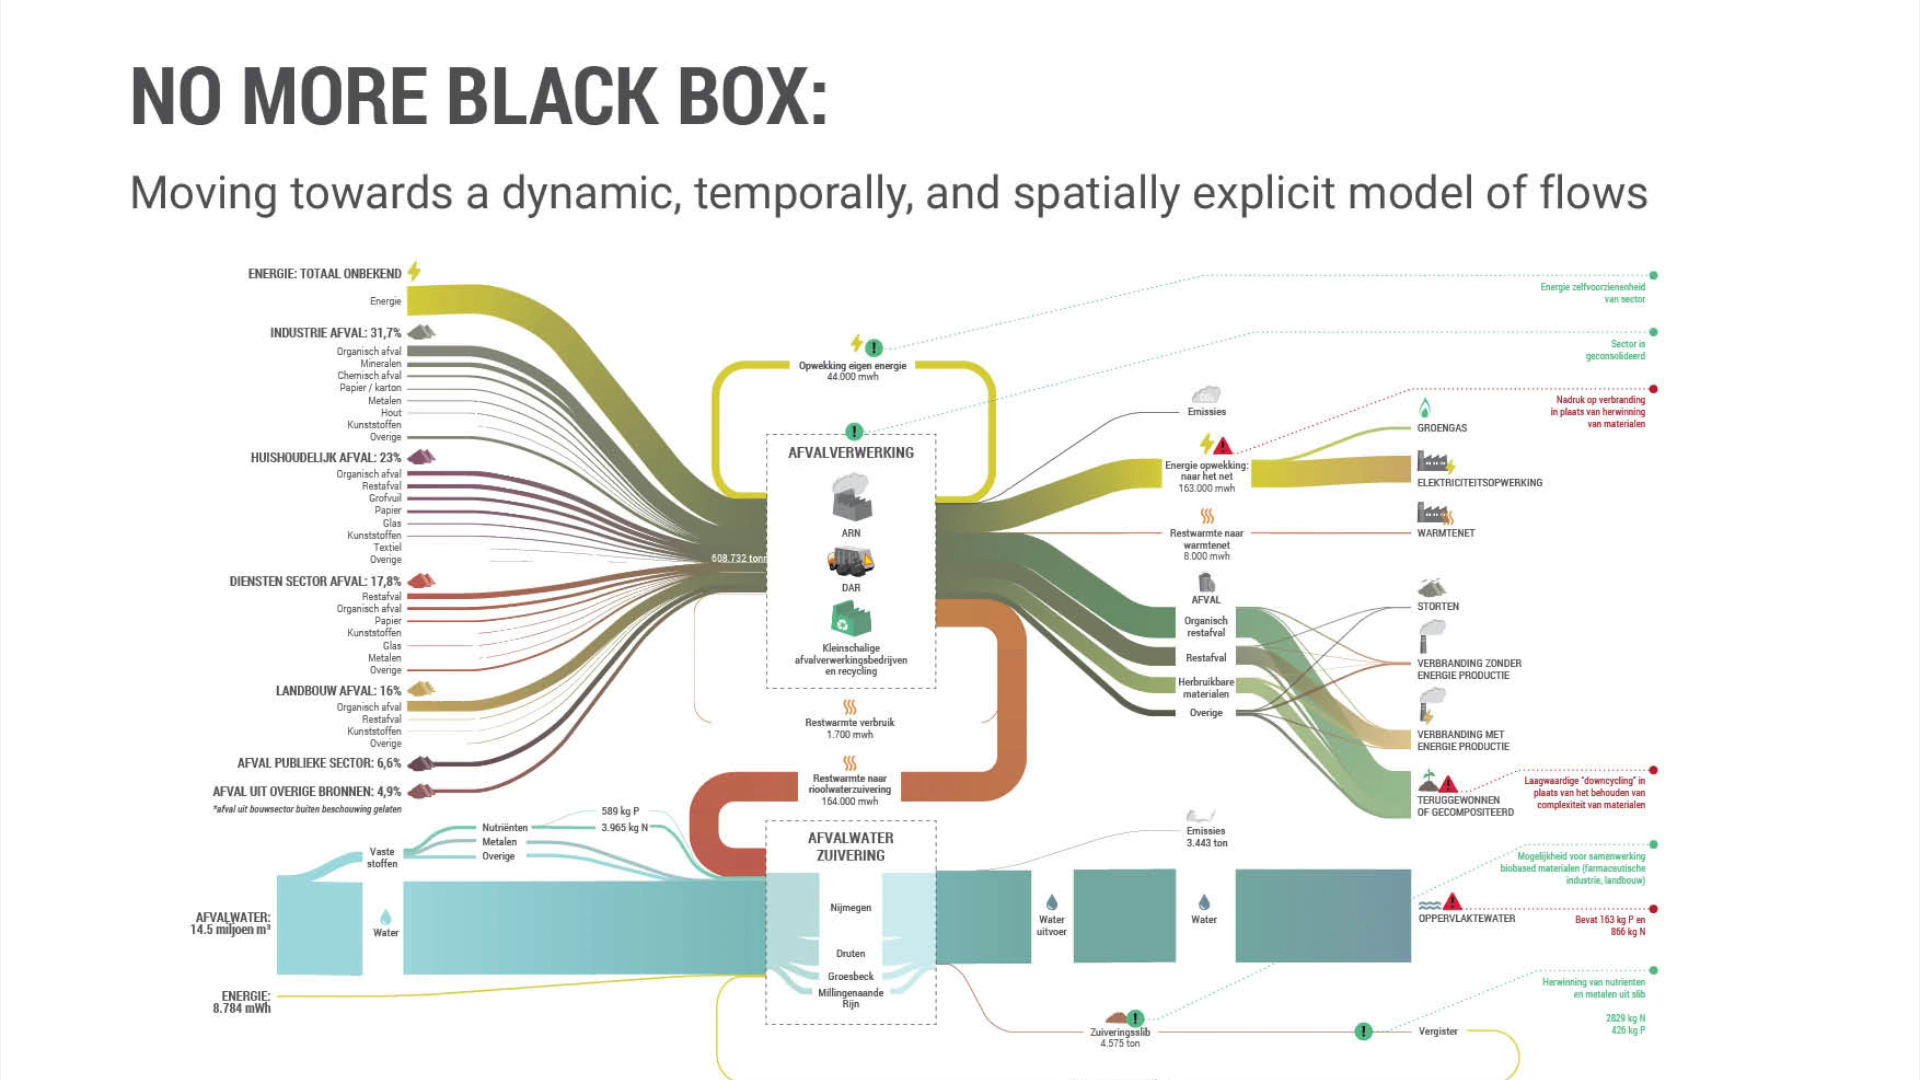 NO MORE BLACK BOX:
Moving towards a dynamic, temporally, and spatially explicit model of flows
ENERGIE: TOTAAL ONBEKEND
Energie
INDUSTRIE AFVAL: 31,7%
Organisch afval
Mineralen
Chemisch afval
Papier / karton
Metalen
Hout
Kunststoffen
Overige
HUISHOUDELIJK AFVAL: 23%
Organisch afval
Restafval
Grofvuil
Papier
Glas
Kunststoffen
Textiel
Overige
DIENSTEN SECTOR AFVAL: 17,8%
Restafval
Organisch afval
Papier
Kunststoffen
Glas
Metalen
Overige
LANDBOUW AFVAL: 16%
Organisch afval
Restafval
Kunststoffen
Overige
AFVAL PUBLIEKE SECTOR: 6,6%
AFVAL UIT OVERIGE BRONNEN: 4,9%
*afval uit bouwsector buiten beschouwing gelaten
608.732 tonn
Opwekking eigen energie
44.000 mwh
AFVALVERWERKING
ARN
DAR
Kleinschalige
afvalverwerkingsbedrijven
en recycling
Restwarmte verbruik
1.700 mwh
Restwarmte naar
rioolwaterzuivering
164.000 mwh
Emissies
Energie opwekking:
naar het net
163.000 mwh
Restwarmte naar
warmtenet
8.000 mwh
AFVAL
Organisch
restafval
Restafval
Herbruikbare
materialen
Overige
GROENGAS
ELEKTRICITEITSOPWERKING
WARMTENET
STORTEN
VERBRANDING ZONDER
ENERGIE PRODUCTIE
VERBRANDING MET
ENERGIE PRODUCTIE
TERUGGEWONNEN
OF GECOMPOSITEERD
Energie zelfvoorzienenheid
van sector
Sector is
geconsolideerd
Nadruk op verbranding
in plaats van herwinning
van materialen
Laagwaardige "downcycling" in
plaats van het behouden van
complexiteit van materialen
AFVALWATER:
14.5 miljoen m³
Vaste
stoffen
Water
Nutriënten
Metalen
Overige
589 kg P
3.965 kg N
ENERGIE:
8.784 mWh
AFVALWATER
ZUIVERING
Nijmegen
Druten
Groesbeck
Millingenaande
Rijn
Emissies
3.443 ton
Water
uitvoer
Water
OPPERVLAKTEWATER
Zuiveringsslib
4.575 ton
Vergister
Mogelijkheid voor samenwerking
biobased materialen (farmaceutische
industrie, landbouw)
Bevat 163 kg P en
866 kg N
Herwinning van nutrienten
en metalen uit slib
2829 kg N
426 kg P